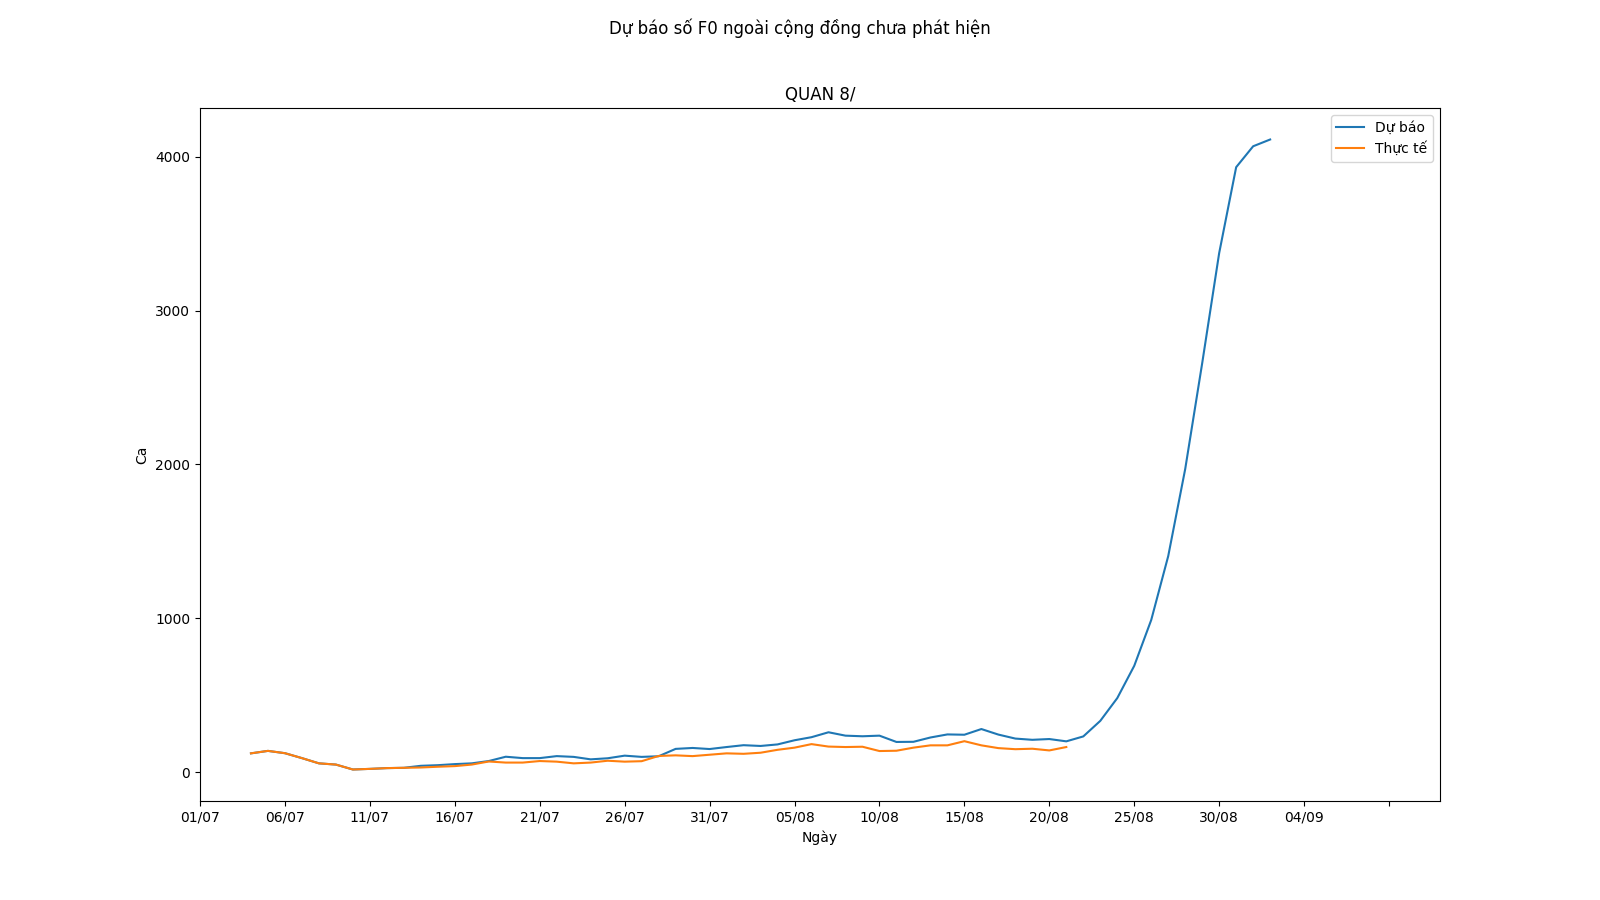 Dự báo số F0 ngoài cộng đồng chưa phát hiện
QUAN 8/
Dự báo
Thực tế
4000
3000
2000
1000
0
Ca
01/07 06/07 11/07 16/07 21/07 26/07 31/07 05/08 10/08 15/08 20/08 25/08 30/08 04/09
Ngày